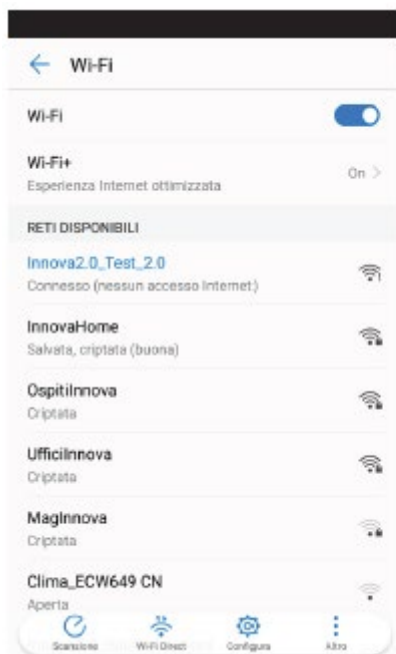 Wi-Fi
Wi-Fi
Wi-Fi+
Esperienza Internet ottimizzata
On
RETI DISPONIBILI
Innova2.0_Test_2.0
Connesso (nessun accesso Internet)
InnovaHome
Salvata, criptata (buona)
OspitiInnova
Criptata
UfficiInnova
Criptata
MagInnova
Criptata
Clima_ECW649 CN
Aperta
Scansione Wi-Fi Direct Configura Altro